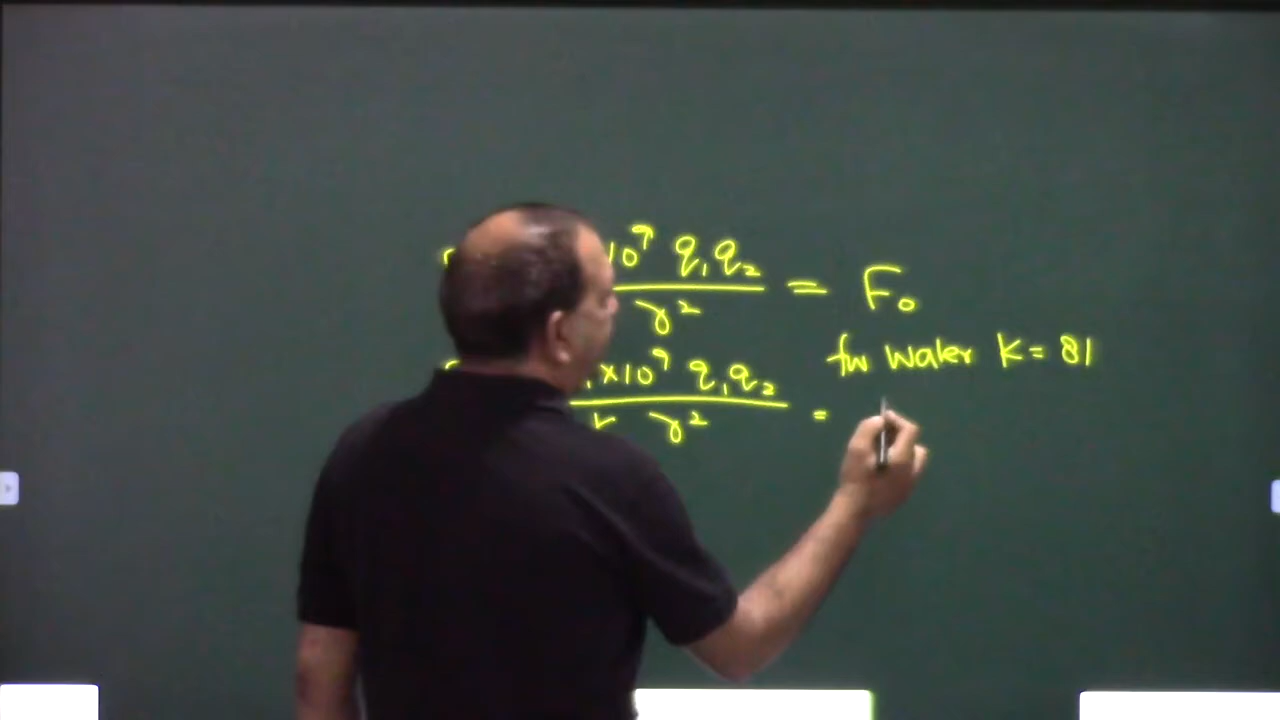 10⁹ q₁q₂ / r² = F₀
for water K = 81
×10⁹ q₁q₂ / r² =